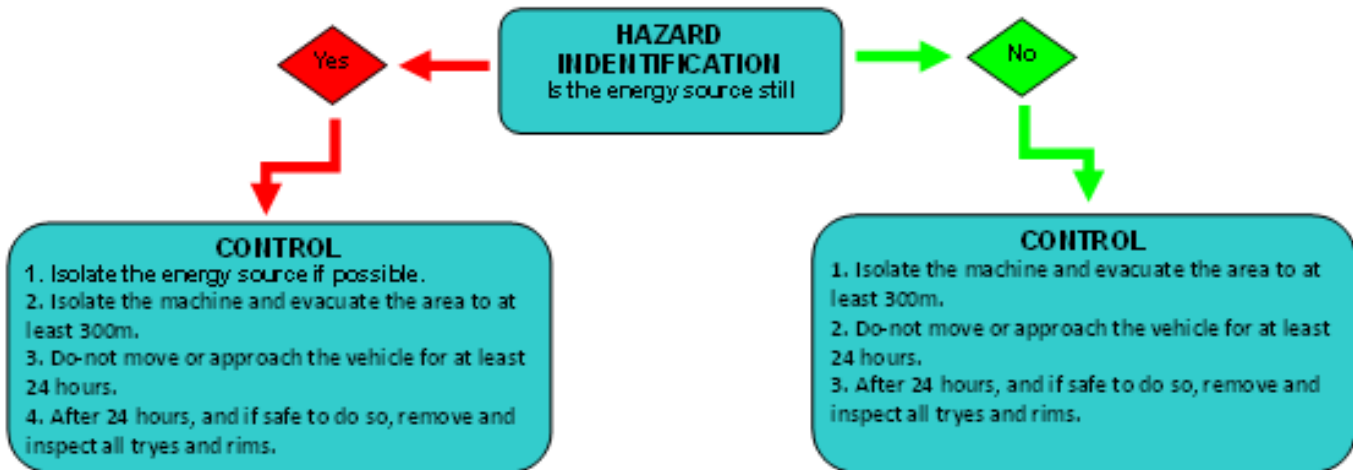 HAZARD
INDENTIFICATION
Is the energy source still
Yes
No
CONTROL
1. Isolate the energy source if possible.
2. Isolate the machine and evacuate the area to at
least 300m.
3. Do-not move or approach the vehicle for at least
24 hours.
4. After 24 hours, and if safe to do so, remove and
inspect all tryes and rims.
CONTROL
1. Isolate the machine and evacuate the area to at
least 300m.
2. Do-not move or approach the vehicle for at least
24 hours.
3. After 24 hours, and if safe to do so, remove and
inspect all tryes and rims.